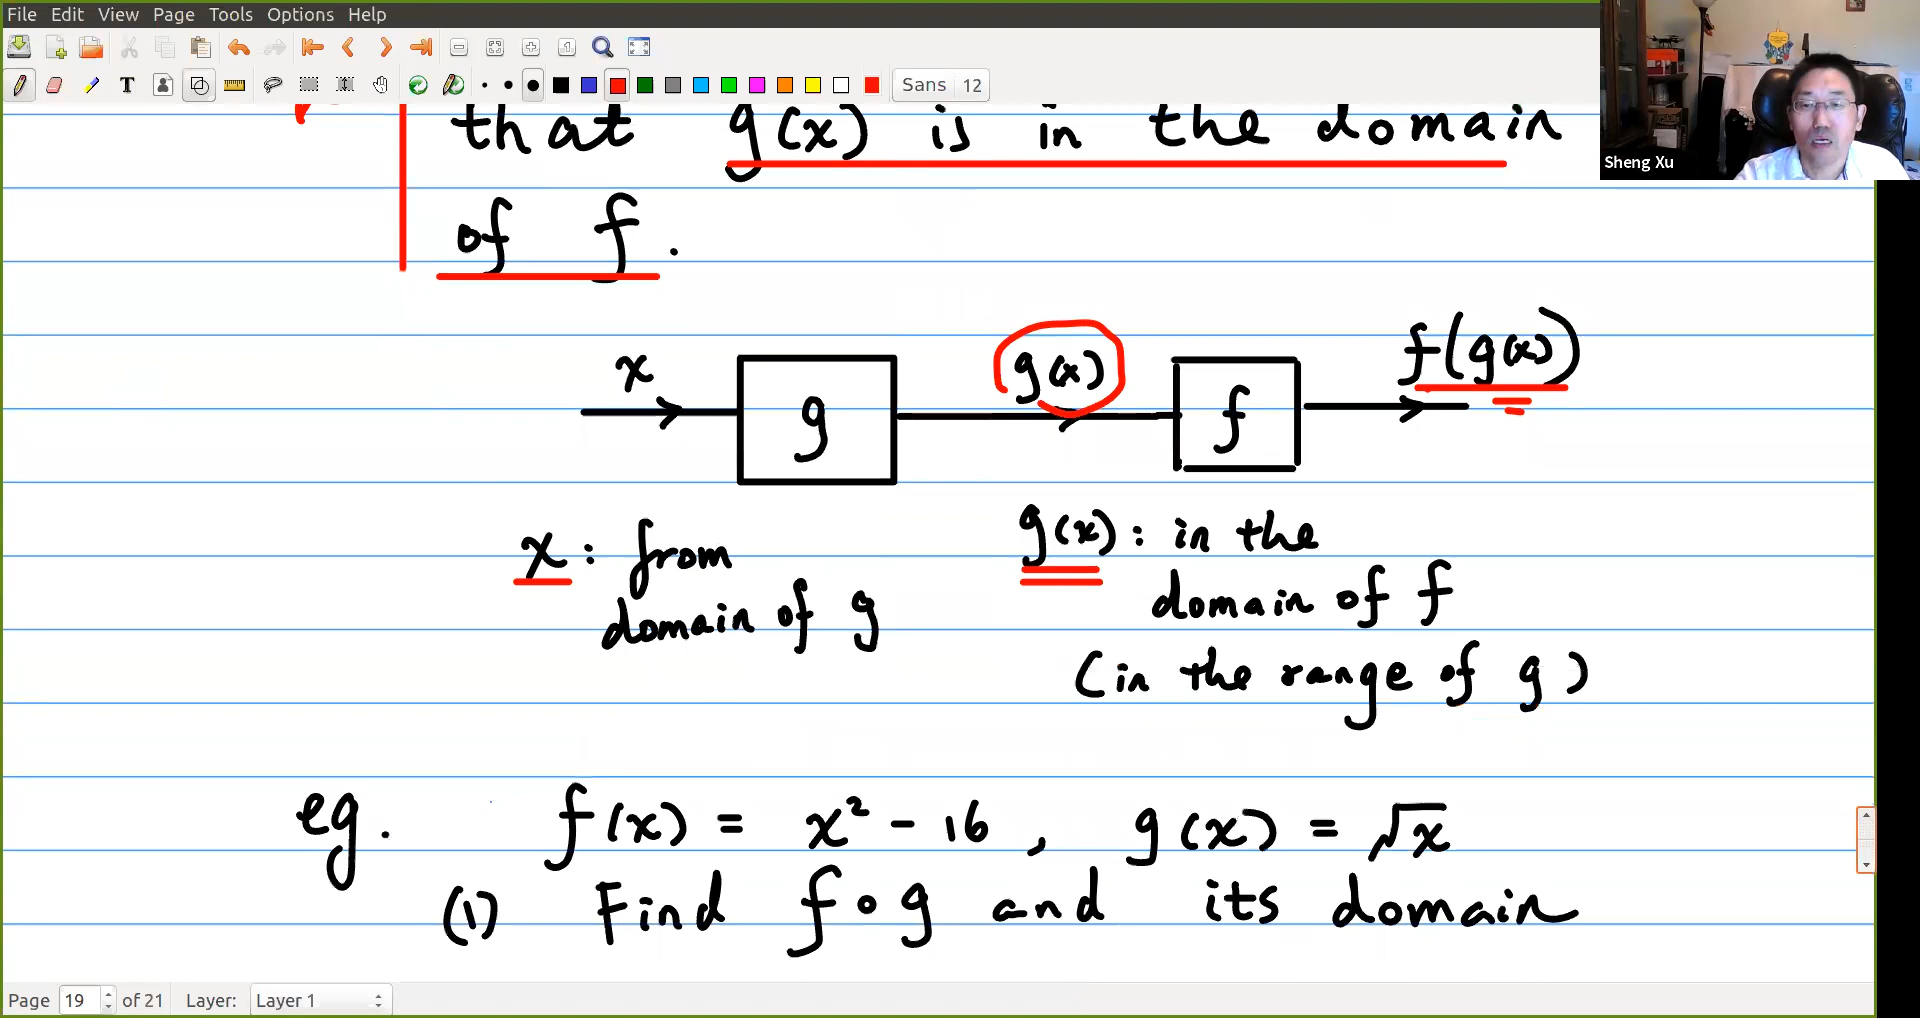 File Edit View Page Tools Options Help
Sans 12
Sheng Xu
that g(x) is in the domain
of f.
x g g(x) f f(g(x))
x : from
domain of g
g(x) : in the
domain of f
(in the range of g)
eg. f(x) = x² - 16 , g(x) = √x
(1) Find f∘g and its domain
Page 19 of 21 Layer: Layer 1